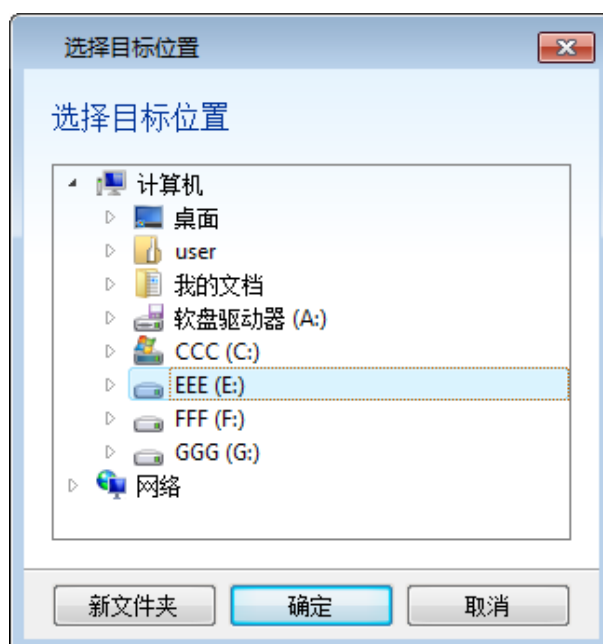 选择目标位置
选择目标位置
计算机
桌面
user
我的文档
软盘驱动器 (A:)
CCC (C:)
EEE (E:)
FFF (F:)
GGG (G:)
网络
新文件夹 确定 取消